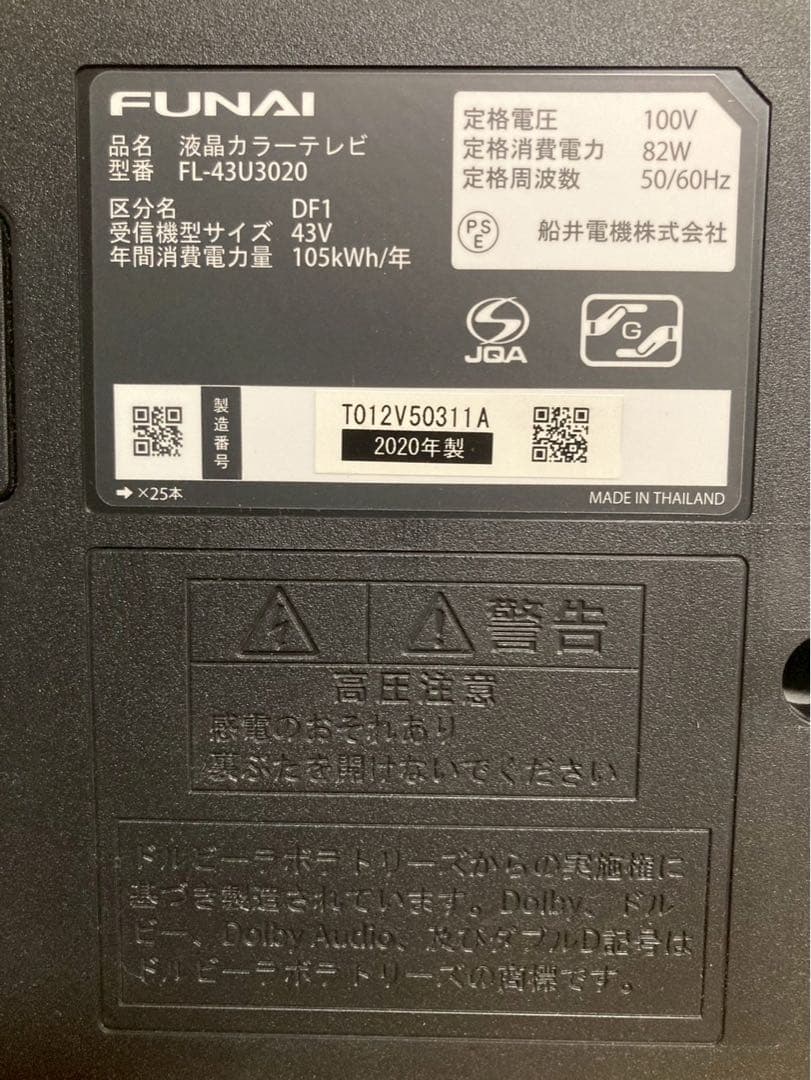 FUNAI
品名 液晶カラーテレビ
型番 FL-43U3020
区分名 DF1
受信機型サイズ 43V
年間消費電力量 105kWh/年
定格電圧 100V
定格消費電力 82W
定格周波数 50/60Hz
PSE 船井電機株式会社
JQA
G
製造番号
T012V50311A
2020年製
➡×25本
MADE IN THAILAND
警告
高圧注意
感電のおそれあり
裏ぶたを開けないでください
ドルビーラボラトリーズからの実施権に
基づき製造されています。Dolby、ドル
ビー、Dolby Audio、及びダブルD記号は
ドルビーラボラトリーズの商標です。